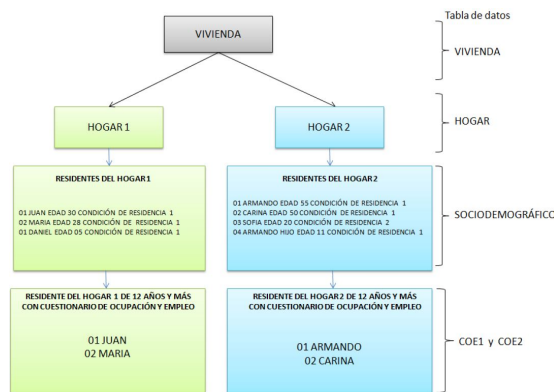 Tabla de datos
VIVIENDA
VIVIENDA
HOGAR 1
HOGAR 2
HOGAR
RESIDENTES DEL HOGAR 1
01 JUAN EDAD 30 CONDICIÓN DE RESIDENCIA 1
02 MARIA EDAD 28 CONDICIÓN DE RESIDENCIA 1
01 DANIEL EDAD 05 CONDICIÓN DE RESIDENCIA 1
RESIDENTES DEL HOGAR 2
01 ARMANDO EDAD 55 CONDICIÓN DE RESIDENCIA 1
02 CARINA EDAD 50 CONDICIÓN DE RESIDENCIA 1
03 SOFIA EDAD 20 CONDICIÓN DE RESIDENCIA 2
04 ARMANDO HIJO EDAD 11 CONDICIÓN DE RESIDENCIA 1
SOCIODEMOGRÁFICO
RESIDENTE DEL HOGAR 1 DE 12 AÑOS Y MÁS
CON CUESTIONARIO DE OCUPACIÓN Y EMPLEO
01 JUAN
02 MARIA
RESIDENTE DEL HOGAR 2 DE 12 AÑOS Y MÁS
CON CUESTIONARIO DE OCUPACIÓN Y EMPLEO
01 ARMANDO
02 CARINA
COE1 y COE2